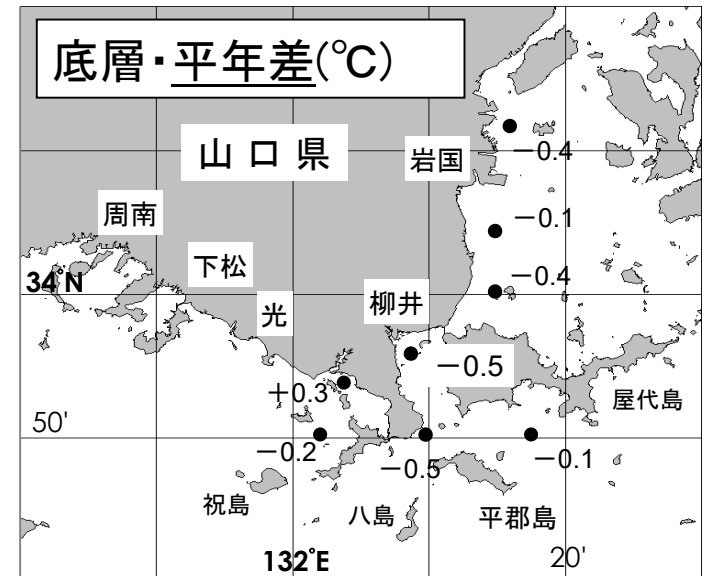 底層・平年差(℃)
山口県
岩国
−0.4
周南
−0.1
下松
34°N
−0.4
光
柳井
−0.5
+0.3
屋代島
50'
−0.2
−0.5
−0.1
祝島
八島
平郡島
132°E
20'